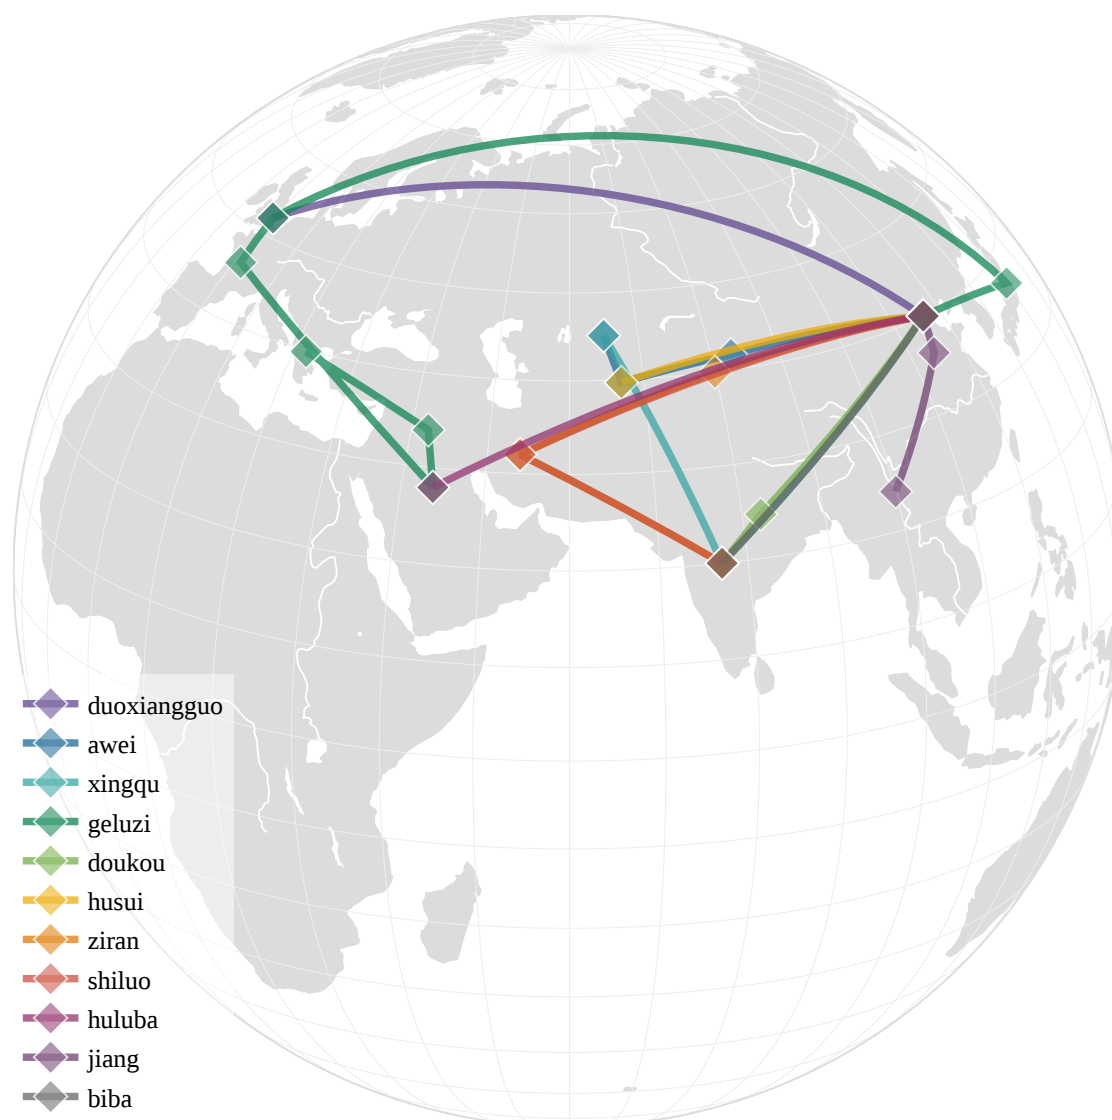 duoxiangguo
awei
xingqu
geluzi
doukou
husui
ziran
shiluo
huluba
jiang
biba